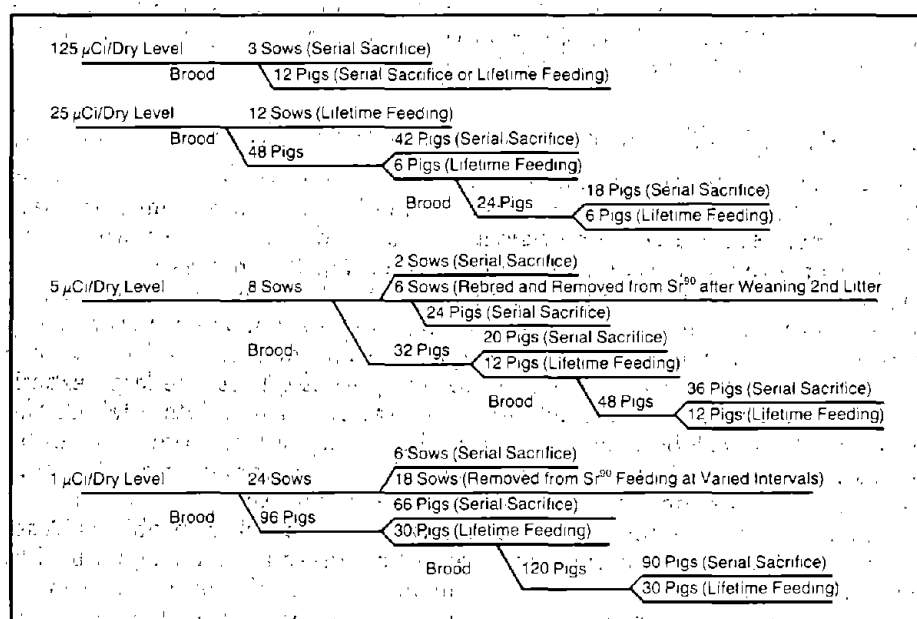 125 μCi/Dry Level 3 Sows (Serial Sacrifice)
Brood 12 Pigs (Serial Sacrifice or Lifetime Feeding)
25 μCi/Dry Level 12 Sows (Lifetime Feeding)
Brood 42 Pigs (Serial Sacrifice)
48 Pigs 6 Pigs (Lifetime Feeding)
Brood 24 Pigs 18 Pigs (Serial Sacrifice)
6 Pigs (Lifetime Feeding)
2 Sows (Serial Sacrifice)
5 μCi/Dry Level 8 Sows 6 Sows (Rebred and Removed from Sr⁹⁰ after Weaning 2nd Litter
24 Pigs (Serial Sacrifice)
20 Pigs (Serial Sacrifice)
Brood 32 Pigs 12 Pigs (Lifetime Feeding)
36 Pigs (Serial Sacrifice)
Brood 48 Pigs 12 Pigs (Lifetime Feeding)
6 Sows (Serial Sacrifice)
1 μCi/Dry Level 24 Sows 18 Sows (Removed from Sr⁹⁰ Feeding at Varied Intervals)
66 Pigs (Serial Sacrifice)
Brood 96 Pigs 30 Pigs (Lifetime Feeding)
90 Pigs (Serial Sacrifice)
Brood 120 Pigs 30 Pigs (Lifetime Feeding)